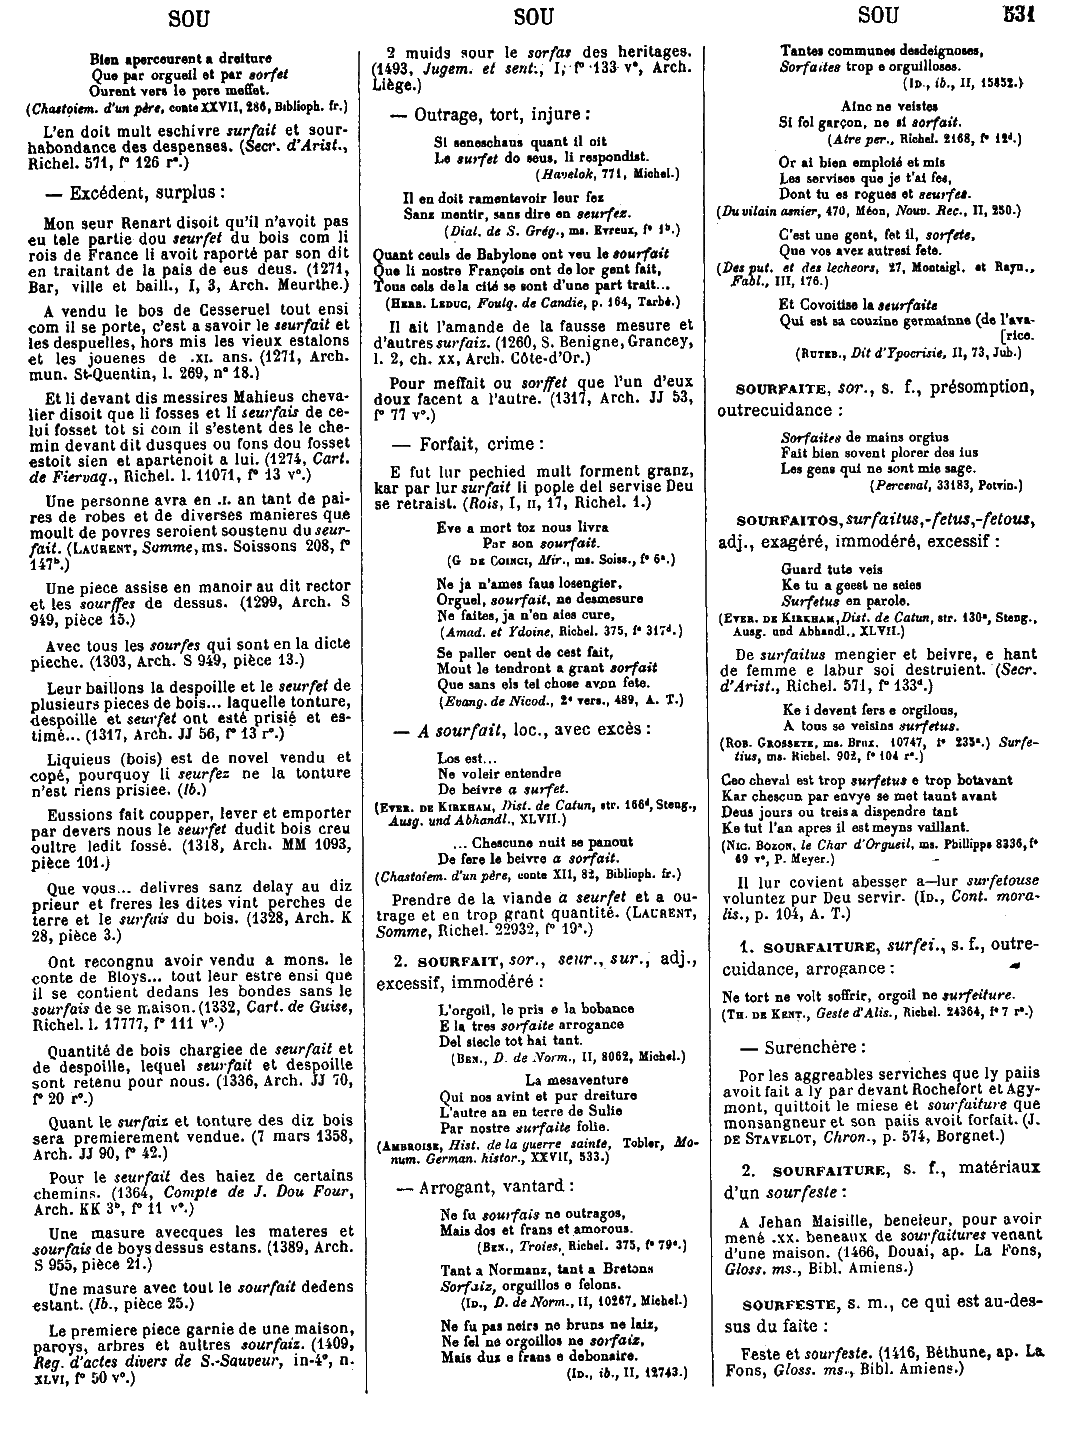 SOU
SOU
SOU
531
Bien aperceurent a dreiture
Que par orgueil et par sorfet
Ourent vers le pere meffet.
(Chastoiem. d'un père, conte XXVII, 286, Biblioph. fr.)
L'en doit mult eschivre surfait et sour-
habondance des despenses. (Secr. d'Arist.,
Richel. 571, f° 126 r°.)
— Excédent, surplus :
Mon seur Renart disoit qu'il n'avoit pas
eu tele partie dou seurfet du bois com li
rois de France li avoit raporté par son dit
en traitant de la pais de eus deus. (1271,
Bar, ville et baill., I, 3, Arch. Meurthe.)
A vendu le bos de Cesseruel tout ensi
com il se porte, c'est a savoir le seurfait et
les despuelles, hors mis les vieux estalons
et les jouenes de .XI. ans. (1271, Arch.
mun. St-Quentin, l. 269, n° 18.)
Et li devant dis messires Mahieus cheva-
lier disoit que li fosses et li seurfais de ce-
lui fosset tot si com il s'estent des le che-
min devant dit dusques ou fons dou fosset
estoit sien et apartenoit a lui. (1274, Cart.
de Fiervaq., Richel. l. 11071, f° 13 v°.)
Une personne avra en .I. an tant de pai-
res de robes et de diverses manieres que
moult de povres seroient soustenu du seur-
fait. (LAURENT, Somme, ms. Soissons 208, f°
147b.)
Une piece assise en manoir au dit rector
et les sourffes de dessus. (1299, Arch. S
949, pièce 15.)
Avec tous les sourfes qui sont en la dicte
pieche. (1303, Arch. S 949, pièce 13.)
Leur baillons la despoille et le seurfet de
plusieurs pieces de bois... laquelle tonture,
despoille et seurfet ont esté prisié et es-
timé... (1317, Arch. JJ 56, f° 13 r°.)
Liquieus (bois) est de novel vendu et
copé, pourquoy li seurfez ne la tonture
n'est riens prisiee. (Ib.)
Eussions fait coupper, lever et emporter
par devers nous le seurfet dudit bois creu
oultre ledit fossé. (1318, Arch. MM 1093,
pièce 101.)
Que vous... delivres sanz delay au diz
prieur et freres les dites vint perches de
terre et le surfais du bois. (1328, Arch. K
28, pièce 3.)
Ont recongnu avoir vendu a mons. le
conte de Bloys... tout leur estre ensi que
il se contient dedans les bondes sans le
sourfais de se maison. (1332, Cart. de Guise,
Richel. l. 17777, f° 111 v°.)
Quantité de bois chargiee de seurfait et
de despoille, lequel seurfait et despoille
sont retenu pour nous. (1336, Arch. JJ 70,
f° 20 r°.)
Quant le surfaiz et tonture des diz bois
sera premierement vendue. (7 mars 1358,
Arch. JJ 90, f° 42.)
Pour le seurfait des haiez de certains
chemins. (1364, Compte de J. Dou Four,
Arch. KK 3b, f° 11 v°.)
Une masure avecques les materes et
sourfais de boys dessus estans. (1389, Arch.
S 955, pièce 21.)
Une masure avec tout le sourfait dedens
estant. (Ib., pièce 25.)
Le premiere piece garnie de une maison,
paroys, arbres et aultres sourfaiz. (1409,
Reg. d'actes divers de S.-Sauveur, in-4°, n.
XLVI, f° 50 v°.)
2 muids sour le sorfas des heritages.
(1493, Jugem. et sent., I, f° 133 v°, Arch.
Liège.)
— Outrage, tort, injure :
Si seneschaus quant il oit
Le surfet do seus, li respondist.
(Havelok, 771, Michel.)
Il en doit ramentevoir leur fez
Sanz mentir, sans dire en seurfez.
(Dial. de S. Grég., ms. Evreux, f° 1b.)
Quant ceuls de Babylone ont veu le sourfait
Que li nostre François ont de lor gent fait,
Tous cels de la cité se sont d'une part trait...
(HERB. LEDUC, Foulq. de Candie, p. 164, Tarbé.)
Il ait l'amande de la fausse mesure et
d'autres surfaiz. (1260, S. Benigne, Grancey,
l. 2, ch. XX, Arch. Côte-d'Or.)
Pour meffait ou sorffet que l'un d'eux
doux facent a l'autre. (1317, Arch. JJ 53,
f° 77 v°.)
— Forfait, crime :
E fut lur pechied mult forment granz,
kar par lur surfait li pople del servise Deu
se retraist. (Rois, I, II, 17, Richel. 1.)
Eve a mort toz nous livra
Par son sourfait.
(G DE COINCI, Mir., ms. Soiss., f° 6a.)
Ne ja n'ames faus losengier,
Orguel, sourfait, ne desmesure
Ne faites, ja n'en aies cure,
(Amad. et Ydoine, Richel. 375, f° 317d.)
Se paller oent de cest fait,
Mout le tendront a grant sorfait
Que sans els tel chose avon fete.
(Evang. de Nicod., 2e vers., 489, A. T.)
— A sourfait, loc., avec excès :
Los est...
Ne voleir entendre
De beivre a surfet.
(EVER. DE KIRKHAM, Dist. de Catun, str. 166d, Steng.,
Ausg. und Abhandl., XLVII.)
... Chescune nuit se penout
De fere le beivre a sorfait.
(Chastoiem. d'un père, conte XII, 82, Biblioph. fr.)
Prendre de la viande a seurfet et a ou-
trage et en trop grant quantité. (LAURENT,
Somme, Richel. 22932, f° 19a.)
2. SOURFAIT, sor., seur., sur., adj.,
excessif, immodéré :
L'orgoil, le pris e la bobance
E la tres sorfaite arrogance
Del siecle tot hai tant.
(BEN., D. de Norm., II, 8062, Michel.)
La mesaventure
Qui nos avint et pur dreiture
L'autre an en terre de Sulie
Par nostre surfaite folie.
(AMBROISE, Hist. de la guerre sainte, Tobler, Mo-
num. German. histor., XXVII, 533.)
— Arrogant, vantard :
Ne fu sourfais ne outragos,
Mais dos et frans et amorous.
(BEN., Troies, Richel. 375, f° 79a.)
Tant a Normanz, tant a Bretons
Sorfaiz, orguillos e felons.
(ID., D. de Norm., II, 10267, Michel.)
Ne fu pas neirs ne bruns ne laiz,
Ne fel ne orgoillos ne sorfaiz,
Mais dus e frans e debonaire.
(ID., ib., II, 12743.)
Tantes communes desdeignoses,
Sorfaites trop e orguilloses.
(ID., ib., II, 15852.)
Ainc ne veistes
Si fol garçon, ne si sorfait.
(Atre per., Richel. 2168, f° 12d.)
Or ai bien emploié et mis
Les servises que je t'ai fes,
Dont tu es rogues et seurfes.
(Du vilain asnier, 470, Méon, Nouv. Rec., II, 250.)
C'est une gent, fet il, sorfete,
Que vos avez autresi fete.
(Des put. et des lecheors, 27, Montaigl. et Rayn.,
Fabl., III, 176.)
Et Covoitise la seurfaite
Qui est sa couzine germainne (de l'ava-
[rice.
(RUTEB., Dit d'Ypocrisie, II, 73, Jub.)
SOURFAITE, sor., s. f., présomption,
outrecuidance :
Sorfaites de mains orgius
Fait bien sovent plorer des ius
Les gens qui ne sont mie sage.
(Perceval, 33183, Potvin.)
SOURFAITOS, surfaitus, -fetus, -fetous,
adj., exagéré, immodéré, excessif :
Guard tute veis
Ke tu a geest ne seies
Surfetus en parole.
(EVER. DE KIRKHAM, Dist. de Catun, str. 130a, Steng.,
Ausg. und Abhandl., XLVII.)
De surfaitus mengier et beivre, e hant
de femme e labur soi destruient. (Secr.
d'Arist., Richel. 571, f° 133d.)
Ke i devent fers e orgilous,
A tous se veisins surfetus.
(ROB. GROSSETE, ms. Brux. 10747, f° 235a.) Surfe-
tius, ms. Richel. 902, f° 104 r°.)
Ceo cheval est trop surfetus e trop botavant
Kar chescun par envye se met taunt avant
Deus jours ou treis a dispendre tant
Ke tut l'an apres il est meyns vaillant.
(NIC. BOZON, le Char d'Orgueil, ms. Phillipps 8336, f°
69 v°, P. Meyer.)
Il lur covient abesser a—lur surfetouse
voluntez pur Deu servir. (ID., Cont. mora-
lis., p. 104, A. T.)
1. SOURFAITURE, surfei., s. f., outre-
cuidance, arrogance :
Ne tort ne volt soffrir, orgoil ne surfeiture.
(TH. DE KENT., Geste d'Alis., Richel. 24364, f° 7 r°.)
— Surenchère :
Por les aggreables serviches que ly paiis
avoit fait a ly par devant Rochefort et Agy-
mont, quittoit le miese et sourfaiture que
monsangneur et son paiis avoit forfait. (J.
DE STAVELOT, Chron., p. 574, Borgnet.)
2. SOURFAITURE, s. f., matériaux
d'un sourfeste :
A Jehan Maisille, beneleur, pour avoir
mené .XX. beneaux de sourfaitures venant
d'une maison. (1466, Douai, ap. La Fons,
Gloss. ms., Bibl. Amiens.)
SOURFESTE, s. m., ce qui est au-des-
sus du faite :
Feste et sourfeste. (1416, Béthune, ap. La
Fons, Gloss. ms., Bibl. Amiens.)